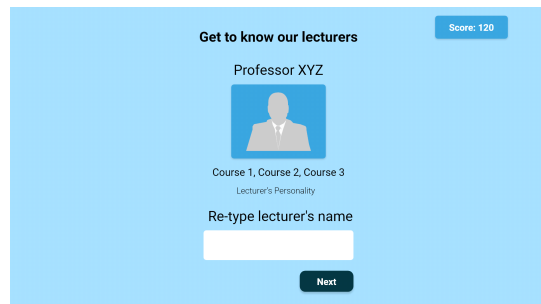 Score: 120
Get to know our lecturers
Professor XYZ
Course 1, Course 2, Course 3
Lecturer's Personality
Re-type lecturer's name
Next